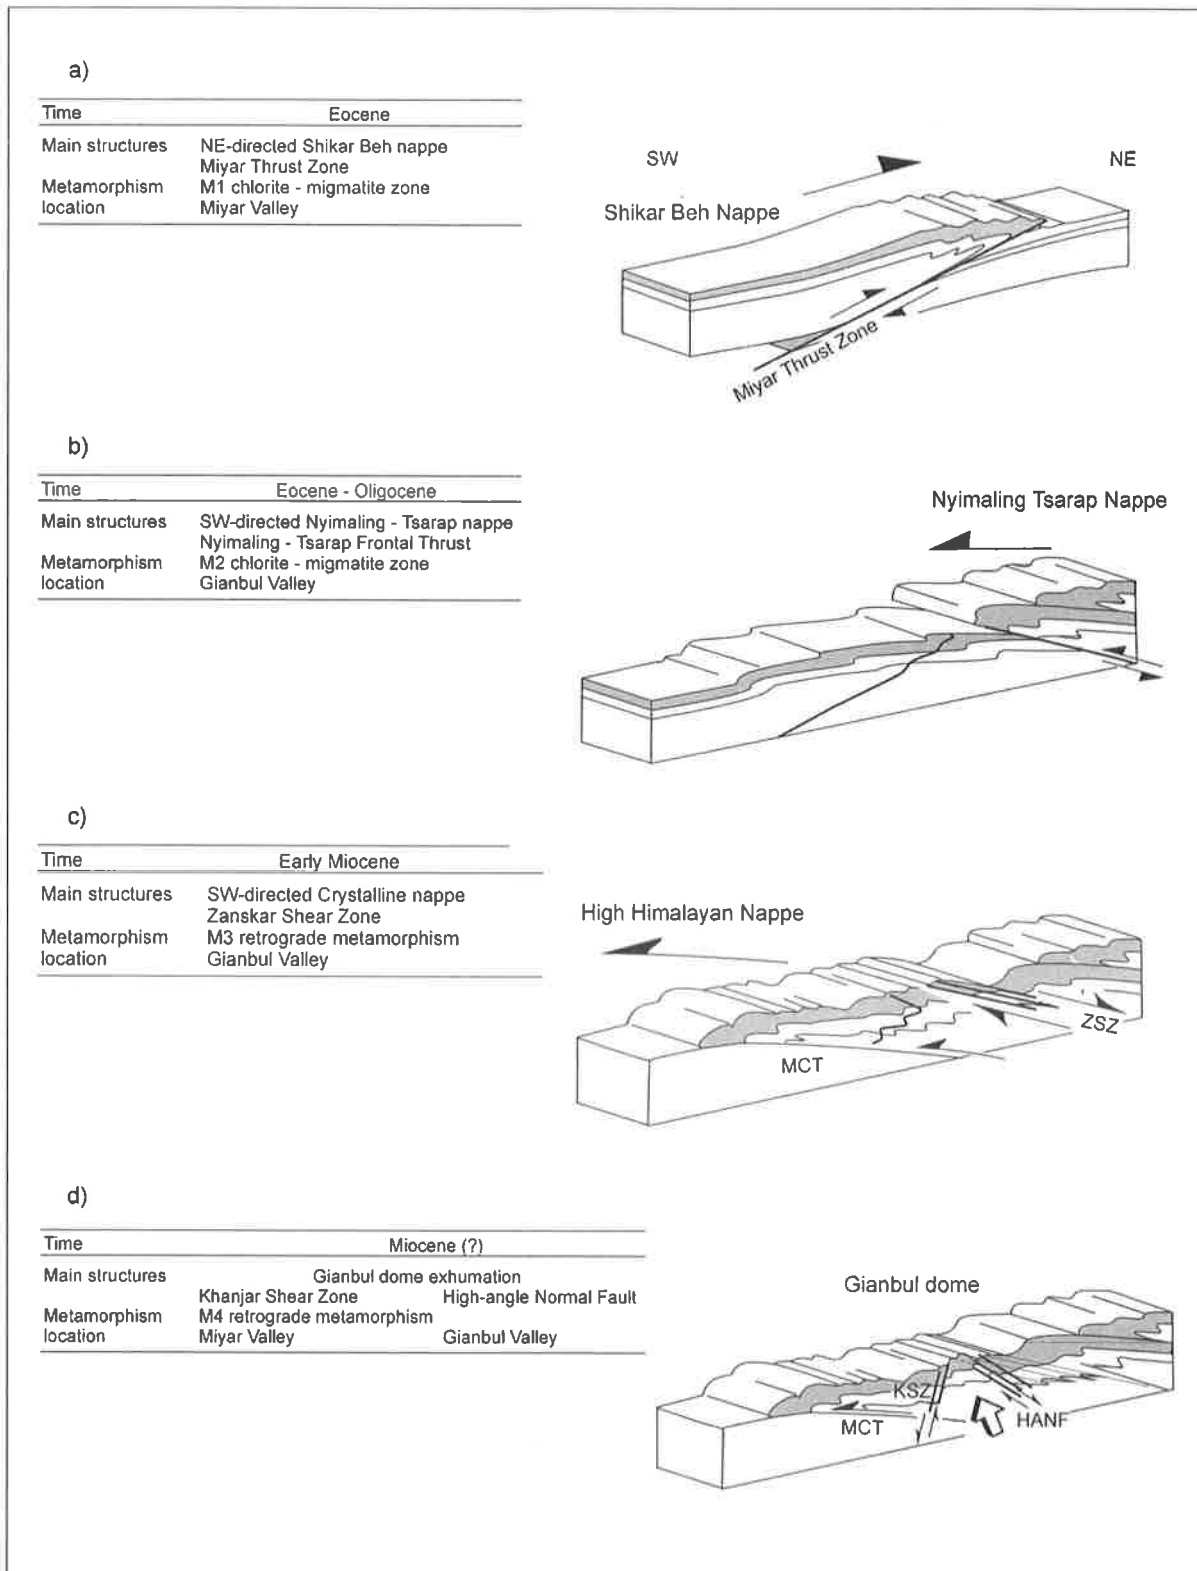 a)
Time Eocene
Main structures NE-directed Shikar Beh nappe
Miyar Thrust Zone
Metamorphism M1 chlorite - migmatite zone
location Miyar Valley
SW NE
Shikar Beh Nappe
Miyar Thrust Zone
b)
Time Eocene - Oligocene
Main structures SW-directed Nyimaling - Tsarap nappe
Nyimaling - Tsarap Frontal Thrust
Metamorphism M2 chlorite - migmatite zone
location Gianbul Valley
Nyimaling Tsarap Nappe
c)
Time Early Miocene
Main structures SW-directed Crystalline nappe
Zanskar Shear Zone
Metamorphism M3 retrograde metamorphism
location Gianbul Valley
High Himalayan Nappe
ZSZ
MCT
d)
Time Miocene (?)
Main structures Gianbul dome exhumation
Khanjar Shear Zone High-angle Normal Fault
Metamorphism M4 retrograde metamorphism
location Miyar Valley Gianbul Valley
Gianbul dome
KSZ
MCT HANF